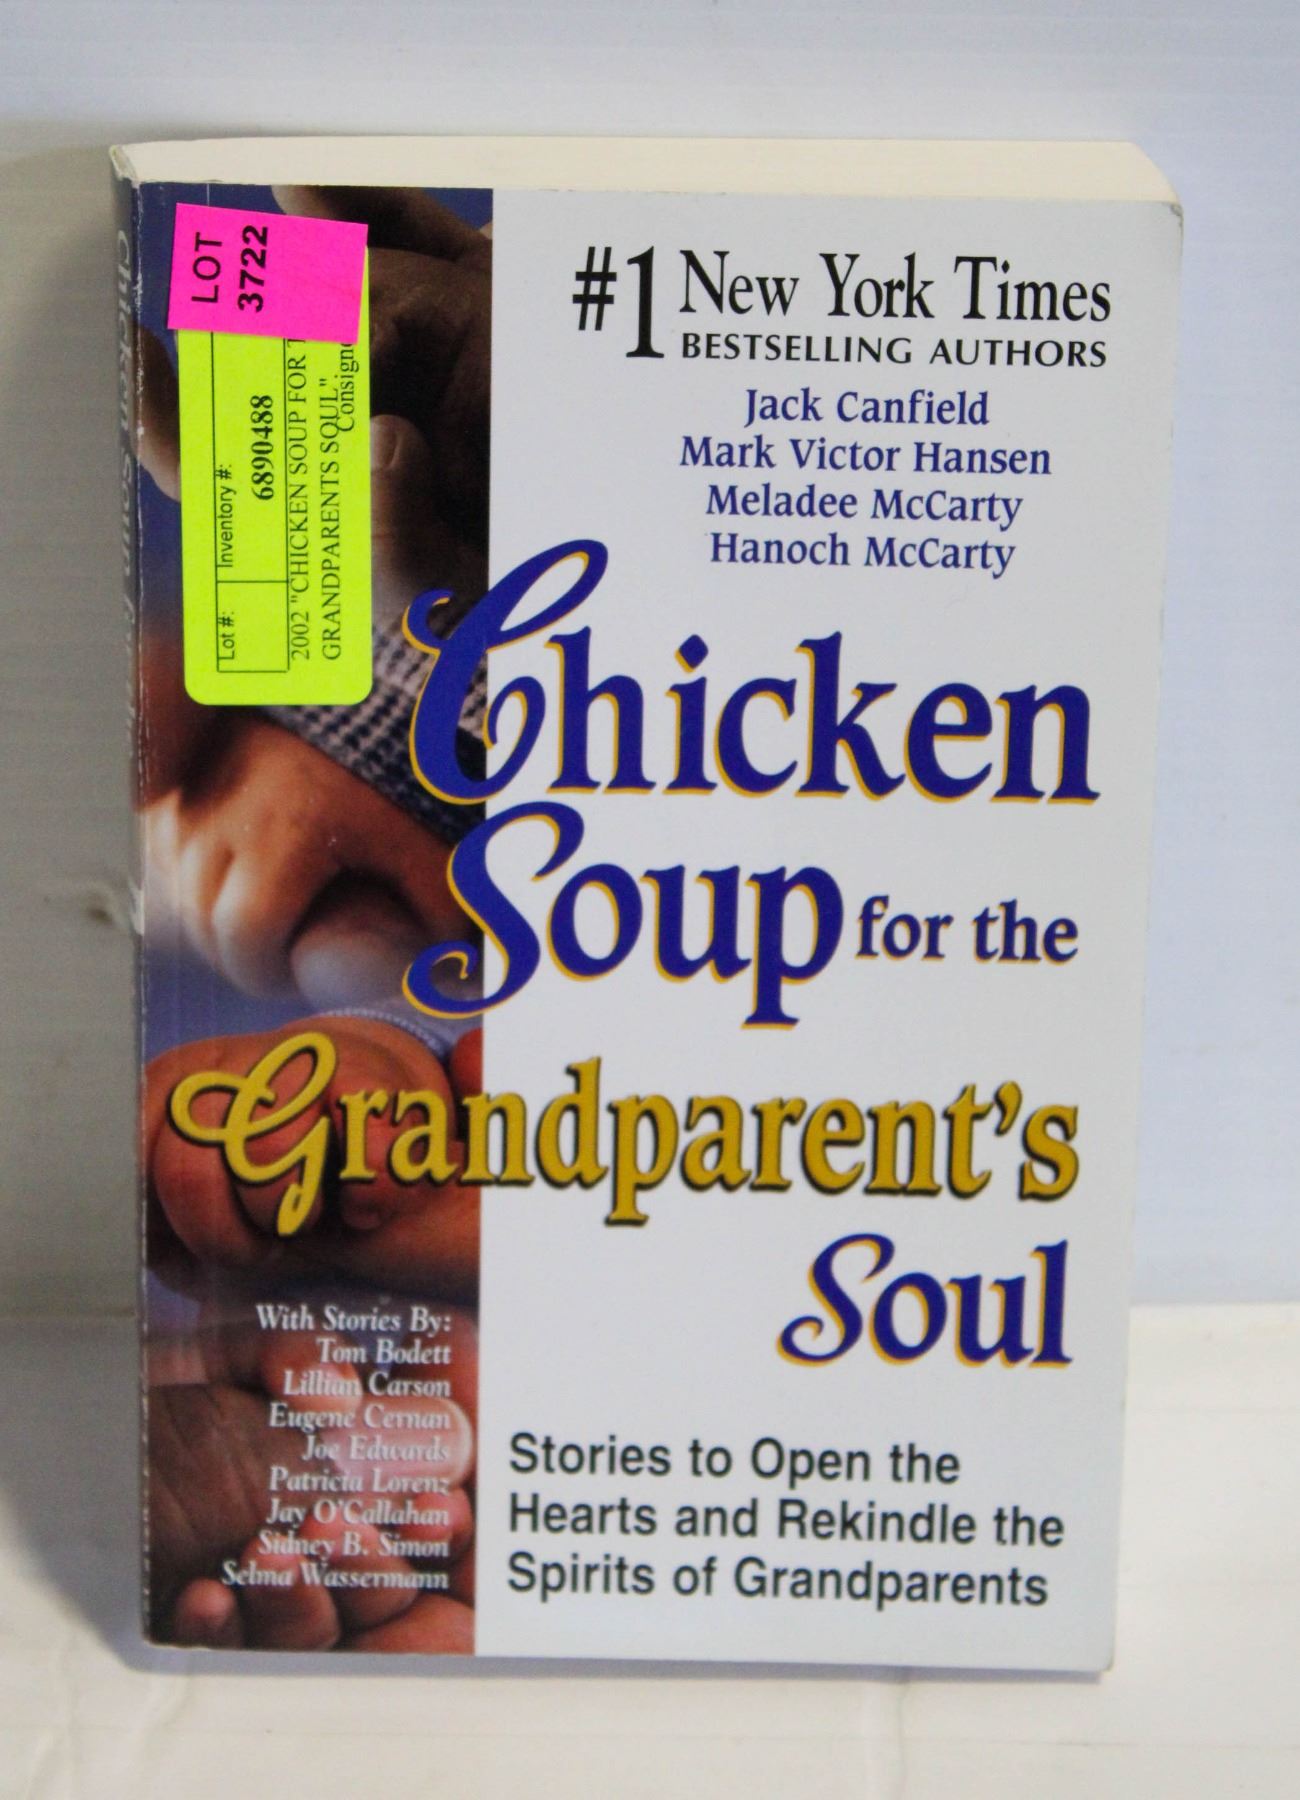 LOT
3722
Lot #: Inventory #:
6890488
2002 "CHICKEN SOUP FOR
GRANDPARENTS SOUL"
#1 New York Times
BESTSELLING AUTHORS
Jack Canfield
Mark Victor Hansen
Meladee McCarty
Hanoch McCarty
Chicken
Soup for the
Grandparent's
Soul
With Stories By:
Tom Bodett
Lillian Carson
Eugene Cernan
Joe Edwards
Patricia Lorenz
Jay O'Callahan
Sidney B. Simon
Selma Wassermann
Stories to Open the
Hearts and Rekindle the
Spirits of Grandparents